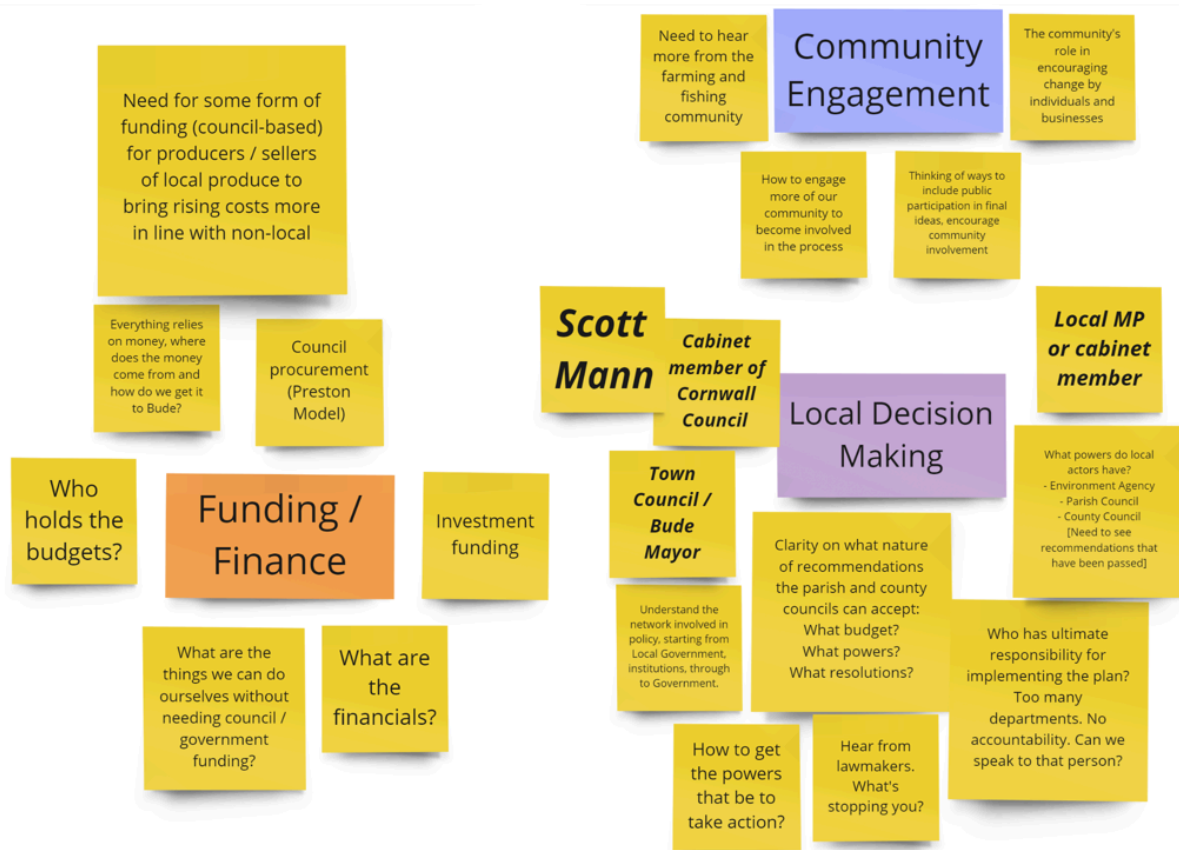 Need for some form of
funding (council-based)
for producers / sellers
of local produce to
bring rising costs more
in line with non-local
Everything relies
on money, where
does the money
come from and
how do we get it
to Bude?
Council
procurement
(Preston
Model)
Who
holds the
budgets?
Funding /
Finance
Investment
funding
What are the
things we can do
ourselves without
needing council /
government
funding?
What are
the
financials?
Need to hear
more from the
farming and
fishing
community
Community
Engagement
The community's
role in
encouraging
change by
individuals and
businesses
How to engage
more of our
community to
become involved
in the process
Thinking of ways to
include public
participation in final
ideas, encourage
community
involvement
Scott
Mann
Cabinet
member of
Cornwall
Council
Local MP
or cabinet
member
Local Decision
Making
Town
Council /
Bude
Mayor
What powers do local
actors have?
- Environment Agency
- Parish Council
- County Council
[Need to see
recommendations that
have been passed]
Clarity on what nature
of recommendations
the parish and county
councils can accept:
What budget?
What powers?
What resolutions?
Understand the
network involved in
policy, starting from
Local Government,
institutions, through
to Government.
Who has ultimate
responsibility for
implementing the plan?
Too many
departments. No
accountability. Can we
speak to that person?
How to get
the powers
that be to
take action?
Hear from
lawmakers.
What's
stopping you?